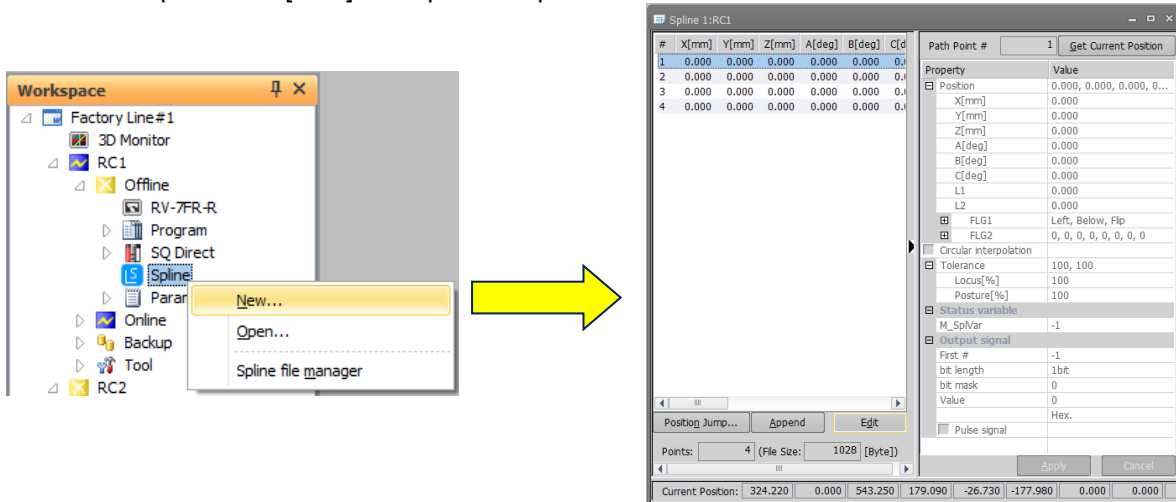 Spline 1:RC1
# X[mm] Y[mm] Z[mm] A[deg] B[deg] C[d
1 0.000 0.000 0.000 0.000 0.000 0.
2 0.000 0.000 0.000 0.000 0.000 0.
3 0.000 0.000 0.000 0.000 0.000 0.
4 0.000 0.000 0.000 0.000 0.000 0.
Position Jump... Append Edit
Points: 4 (File Size: 1028 [Byte])
Path Point # 1 Get Current Position
Property Value
Position 0.000, 0.000, 0.000, 0...
X[mm] 0.000
Y[mm] 0.000
Z[mm] 0.000
A[deg] 0.000
B[deg] 0.000
C[deg] 0.000
L1 0.000
L2 0.000
FLG1 Left, Below, Flip
FLG2 0, 0, 0, 0, 0, 0, 0, 0
Circular interpolation
Tolerance 100, 100
Locus[%] 100
Posture[%] 100
Status variable
M_SplVar -1
Output signal
First # -1
bit length 1bit
bit mask 0
Value 0
Hex.
Pulse signal
Apply Cancel
Current Position: 324.220 0.000 543.250 179.090 -26.730 -177.980 0.000 0.000
Workspace
Factory Line#1
3D Monitor
RC1
Offline
RV-7FR-R
Program
SQ Direct
Spline
Param
Online
Backup
Tool
RC2
New...
Open...
Spline file manager